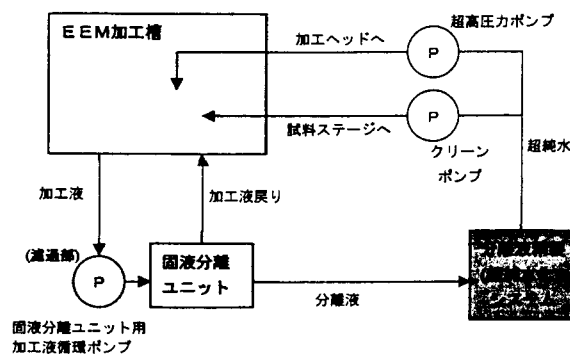 EEM加工槽
超高圧力ポンプ
加工ヘッドへ
P
試料ステージへ
P
クリーン
ポンプ
超純水
加工液
加工液戻り
(濾過部)
P
固液分離
ユニット
分離液
固液分離ユニット用
加工液循環ポンプ